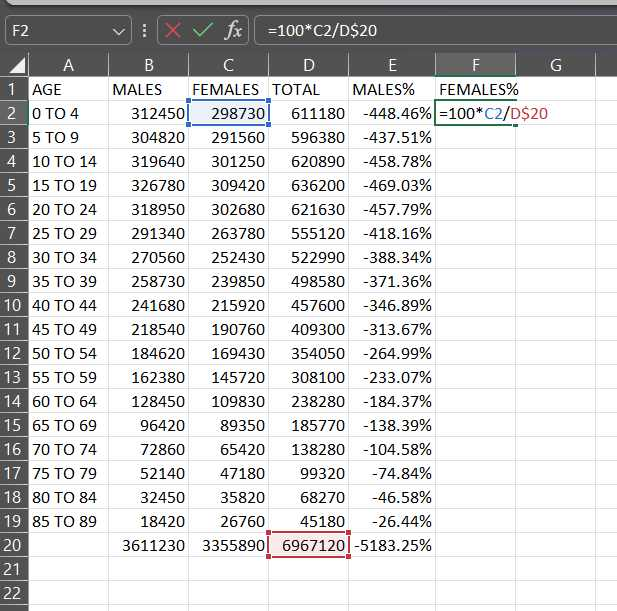 F2 fx =100*C2/D$20
A B C D E F G
1 AGE MALES FEMALES TOTAL MALES% FEMALES%
2 0 TO 4 312450 298730 611180 -448.46% =100*C2/D$20
3 5 TO 9 304820 291560 596380 -437.51%
4 10 TO 14 319640 301250 620890 -458.78%
5 15 TO 19 326780 309420 636200 -469.03%
6 20 TO 24 318950 302680 621630 -457.79%
7 25 TO 29 291340 263780 555120 -418.16%
8 30 TO 34 270560 252430 522990 -388.34%
9 35 TO 39 258730 239850 498580 -371.36%
10 40 TO 44 241680 215920 457600 -346.89%
11 45 TO 49 218540 190760 409300 -313.67%
12 50 TO 54 184620 169430 354050 -264.99%
13 55 TO 59 162380 145720 308100 -233.07%
14 60 TO 64 128450 109830 238280 -184.37%
15 65 TO 69 96420 89350 185770 -138.39%
16 70 TO 74 72860 65420 138280 -104.58%
17 75 TO 79 52140 47180 99320 -74.84%
18 80 TO 84 32450 35820 68270 -46.58%
19 85 TO 89 18420 26760 45180 -26.44%
20 3611230 3355890 6967120 -5183.25%
21
22